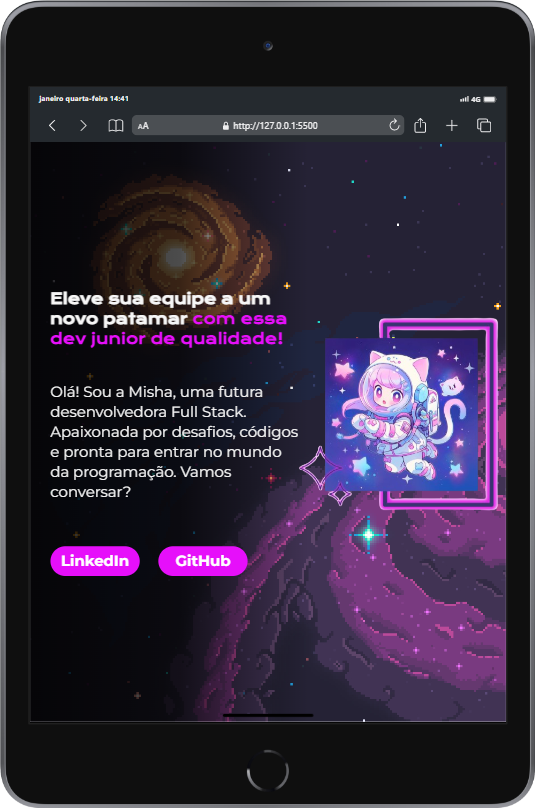 janeiro quarta-feira 14:41
4G
AA
http://127.0.0.1:5500
Eleve sua equipe a um
novo patamar com essa
dev junior de qualidade!
Olá! Sou a Misha, uma futura
desenvolvedora Full Stack.
Apaixonada por desafios, códigos
e pronta para entrar no mundo
da programação. Vamos
conversar?
LinkedIn
GitHub